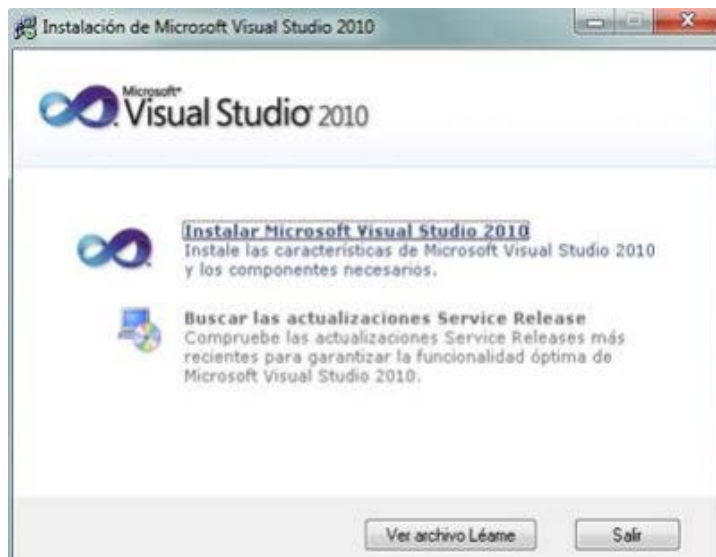 Instalación de Microsoft Visual Studio 2010
Microsoft®
Visual Studio 2010
Instalar Microsoft Visual Studio 2010
Instale las características de Microsoft Visual Studio 2010
y los componentes necesarios.
Buscar las actualizaciones Service Release
Compruebe las actualizaciones Service Releases más
recientes para garantizar la funcionalidad óptima de
Microsoft Visual Studio 2010.
Ver archivo Léame
Salir